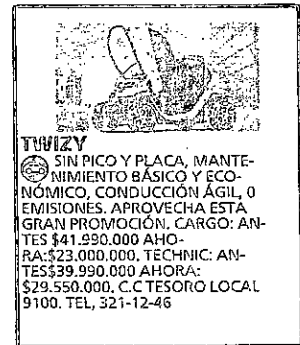 TWIZY
SIN PICO Y PLACA, MANTE-
NIMIENTO BÁSICO Y ECO-
NÓMICO, CONDUCCIÓN ÁGIL, 0
EMISIONES. APROVECHA ESTA
GRAN PROMOCIÓN. CARGO: AN-
TES $41.990.000 AHO-
RA:$23.000.000. TECHNIC: AN-
TES$39.990.000 AHORA:
$29.550.000. C.C TESORO LOCAL
9100. TEL, 321-12-46